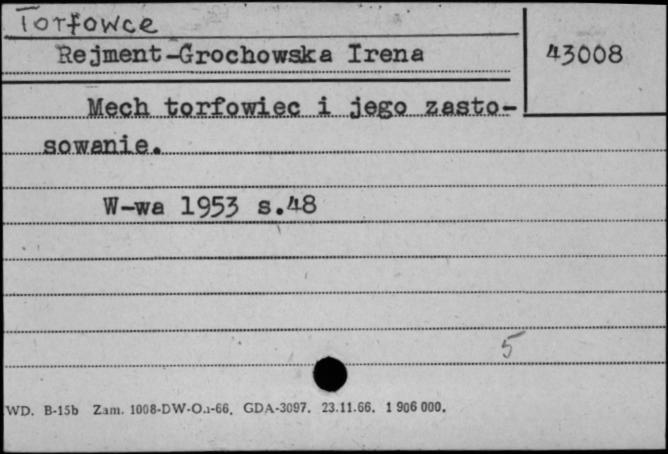 Torfowce
Rejment-Grochowska Irena
43008
Mech torfowiec i jego zasto-
sowanie.
W-wa 1953 s.48
5
WD. B-15b Zam. 1008-DW-O.-66. GDA-3097. 23.11.66. 1 906 000.